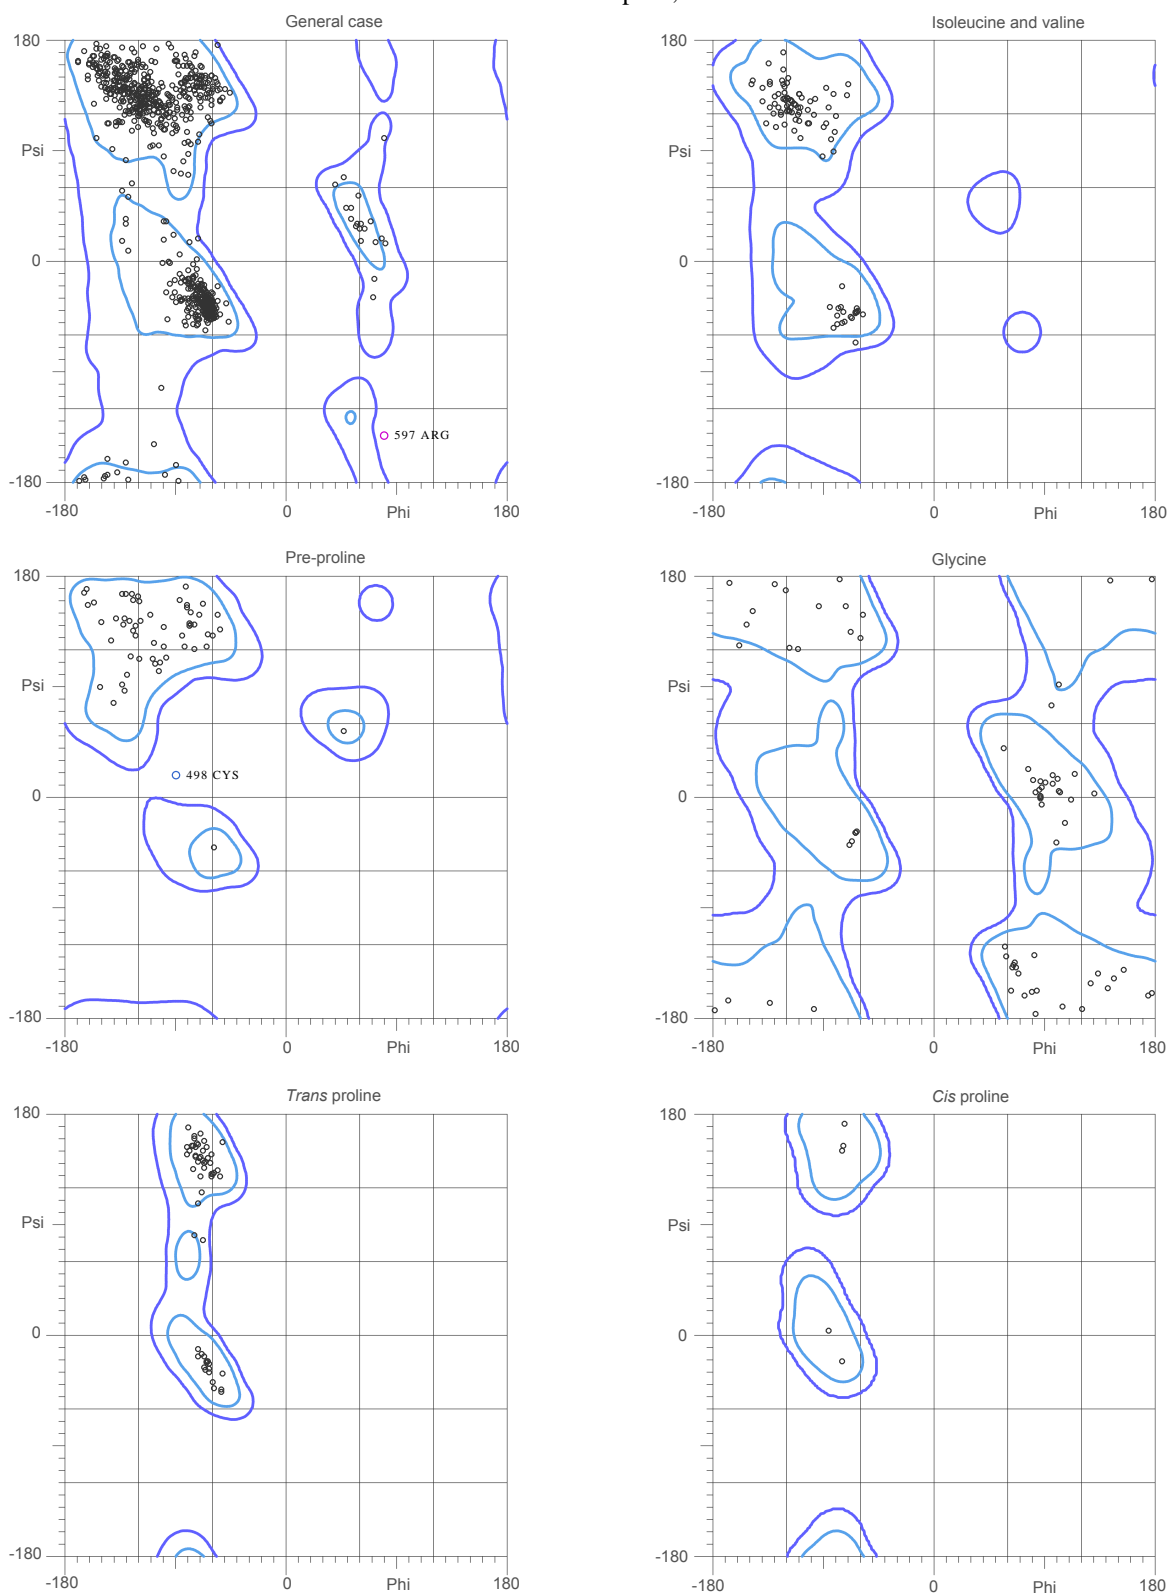 General case
180
Psi
0
-180
597 ARG
-180
0
Phi
180
Isoleucine and valine
180
Psi
0
-180
-180
0
Phi
180
Pre-proline
180
Psi
0
-180
498 CYS
-180
0
Phi
180
Glycine
180
Psi
0
-180
-180
0
Phi
180
Trans proline
180
Psi
0
-180
-180
0
Phi
180
Cis proline
180
Psi
0
-180
-180
0
Phi
180